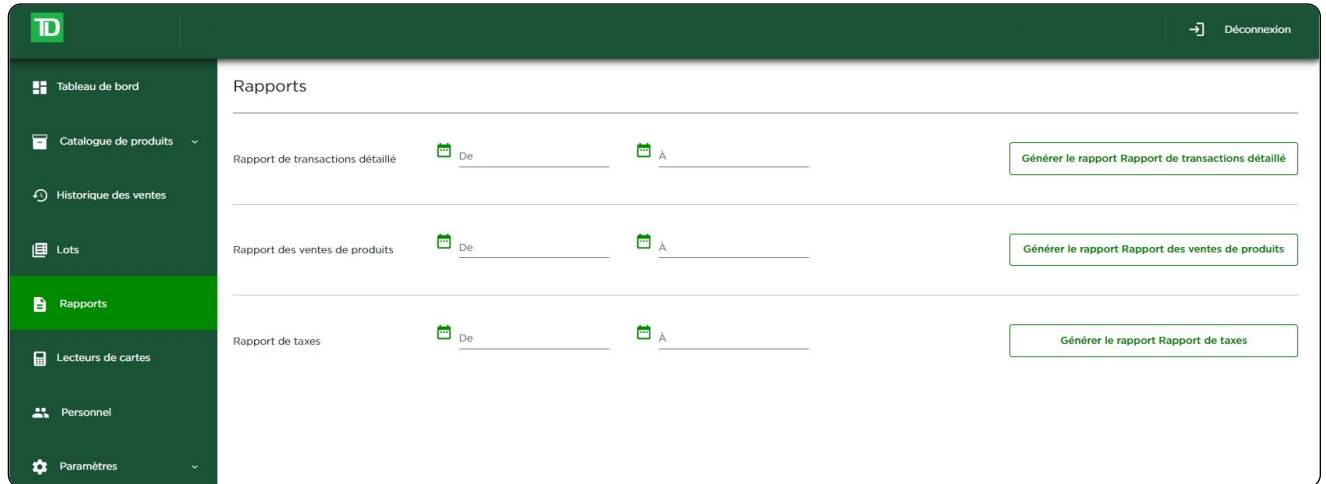 TD
Déconnexion
Tableau de bord
Catalogue de produits
Historique des ventes
Lots
Rapports
Lecteurs de cartes
Personnel
Paramètres
Rapports
Rapport de transactions détaillé De À Générer le rapport Rapport de transactions détaillé
Rapport des ventes de produits De À Générer le rapport Rapport des ventes de produits
Rapport de taxes De À Générer le rapport Rapport de taxes